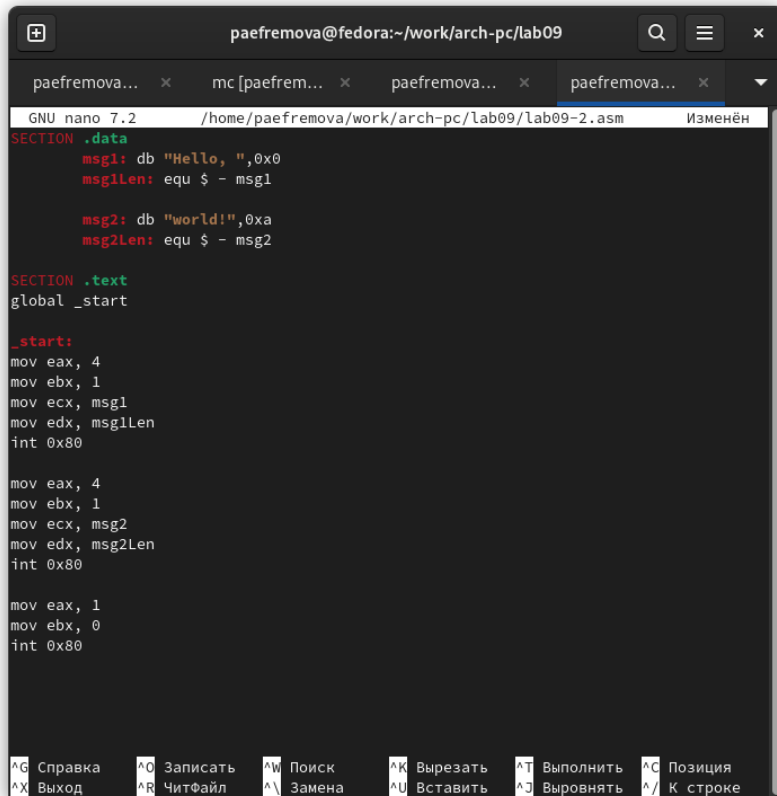 paefremova@fedora:~/work/arch-pc/lab09
paefremova... mc [paefrem... paefremova... paefremova...
GNU nano 7.2 /home/paefremova/work/arch-pc/lab09/lab09-2.asm Изменён
SECTION .data
msg1: db "Hello, ",0x0
msg1Len: equ $ - msg1
msg2: db "world!",0xa
msg2Len: equ $ - msg2
SECTION .text
global _start
_start:
mov eax, 4
mov ebx, 1
mov ecx, msg1
mov edx, msg1Len
int 0x80
mov eax, 4
mov ebx, 1
mov ecx, msg2
mov edx, msg2Len
int 0x80
mov eax, 1
mov ebx, 0
int 0x80
^G Справка ^O Записать ^W Поиск ^K Вырезать ^T Выполнить ^C Позиция
^X Выход ^R ЧитФайл ^\ Замена ^U Вставить ^J Выровнять ^/ К строке